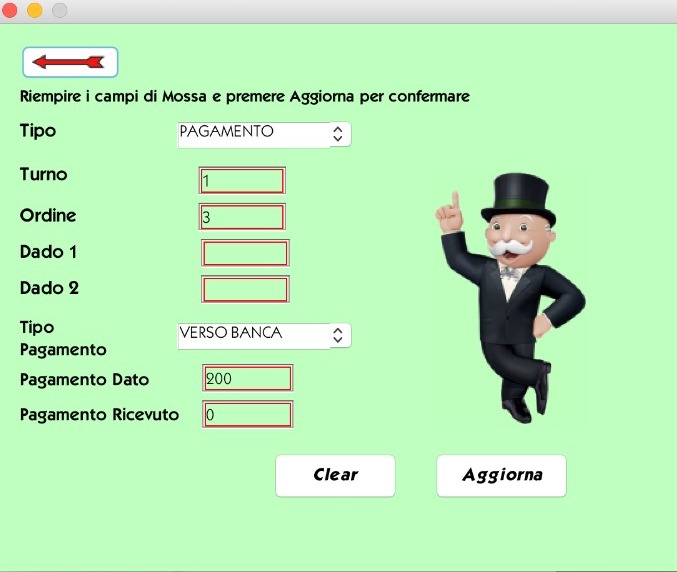 Riempire i campi di Mossa e premere Aggiorna per confermare
Tipo PAGAMENTO
Turno 1
Ordine 3
Dado 1
Dado 2
Tipo
Pagamento VERSO BANCA
Pagamento Dato 200
Pagamento Ricevuto 0
Clear Aggiorna